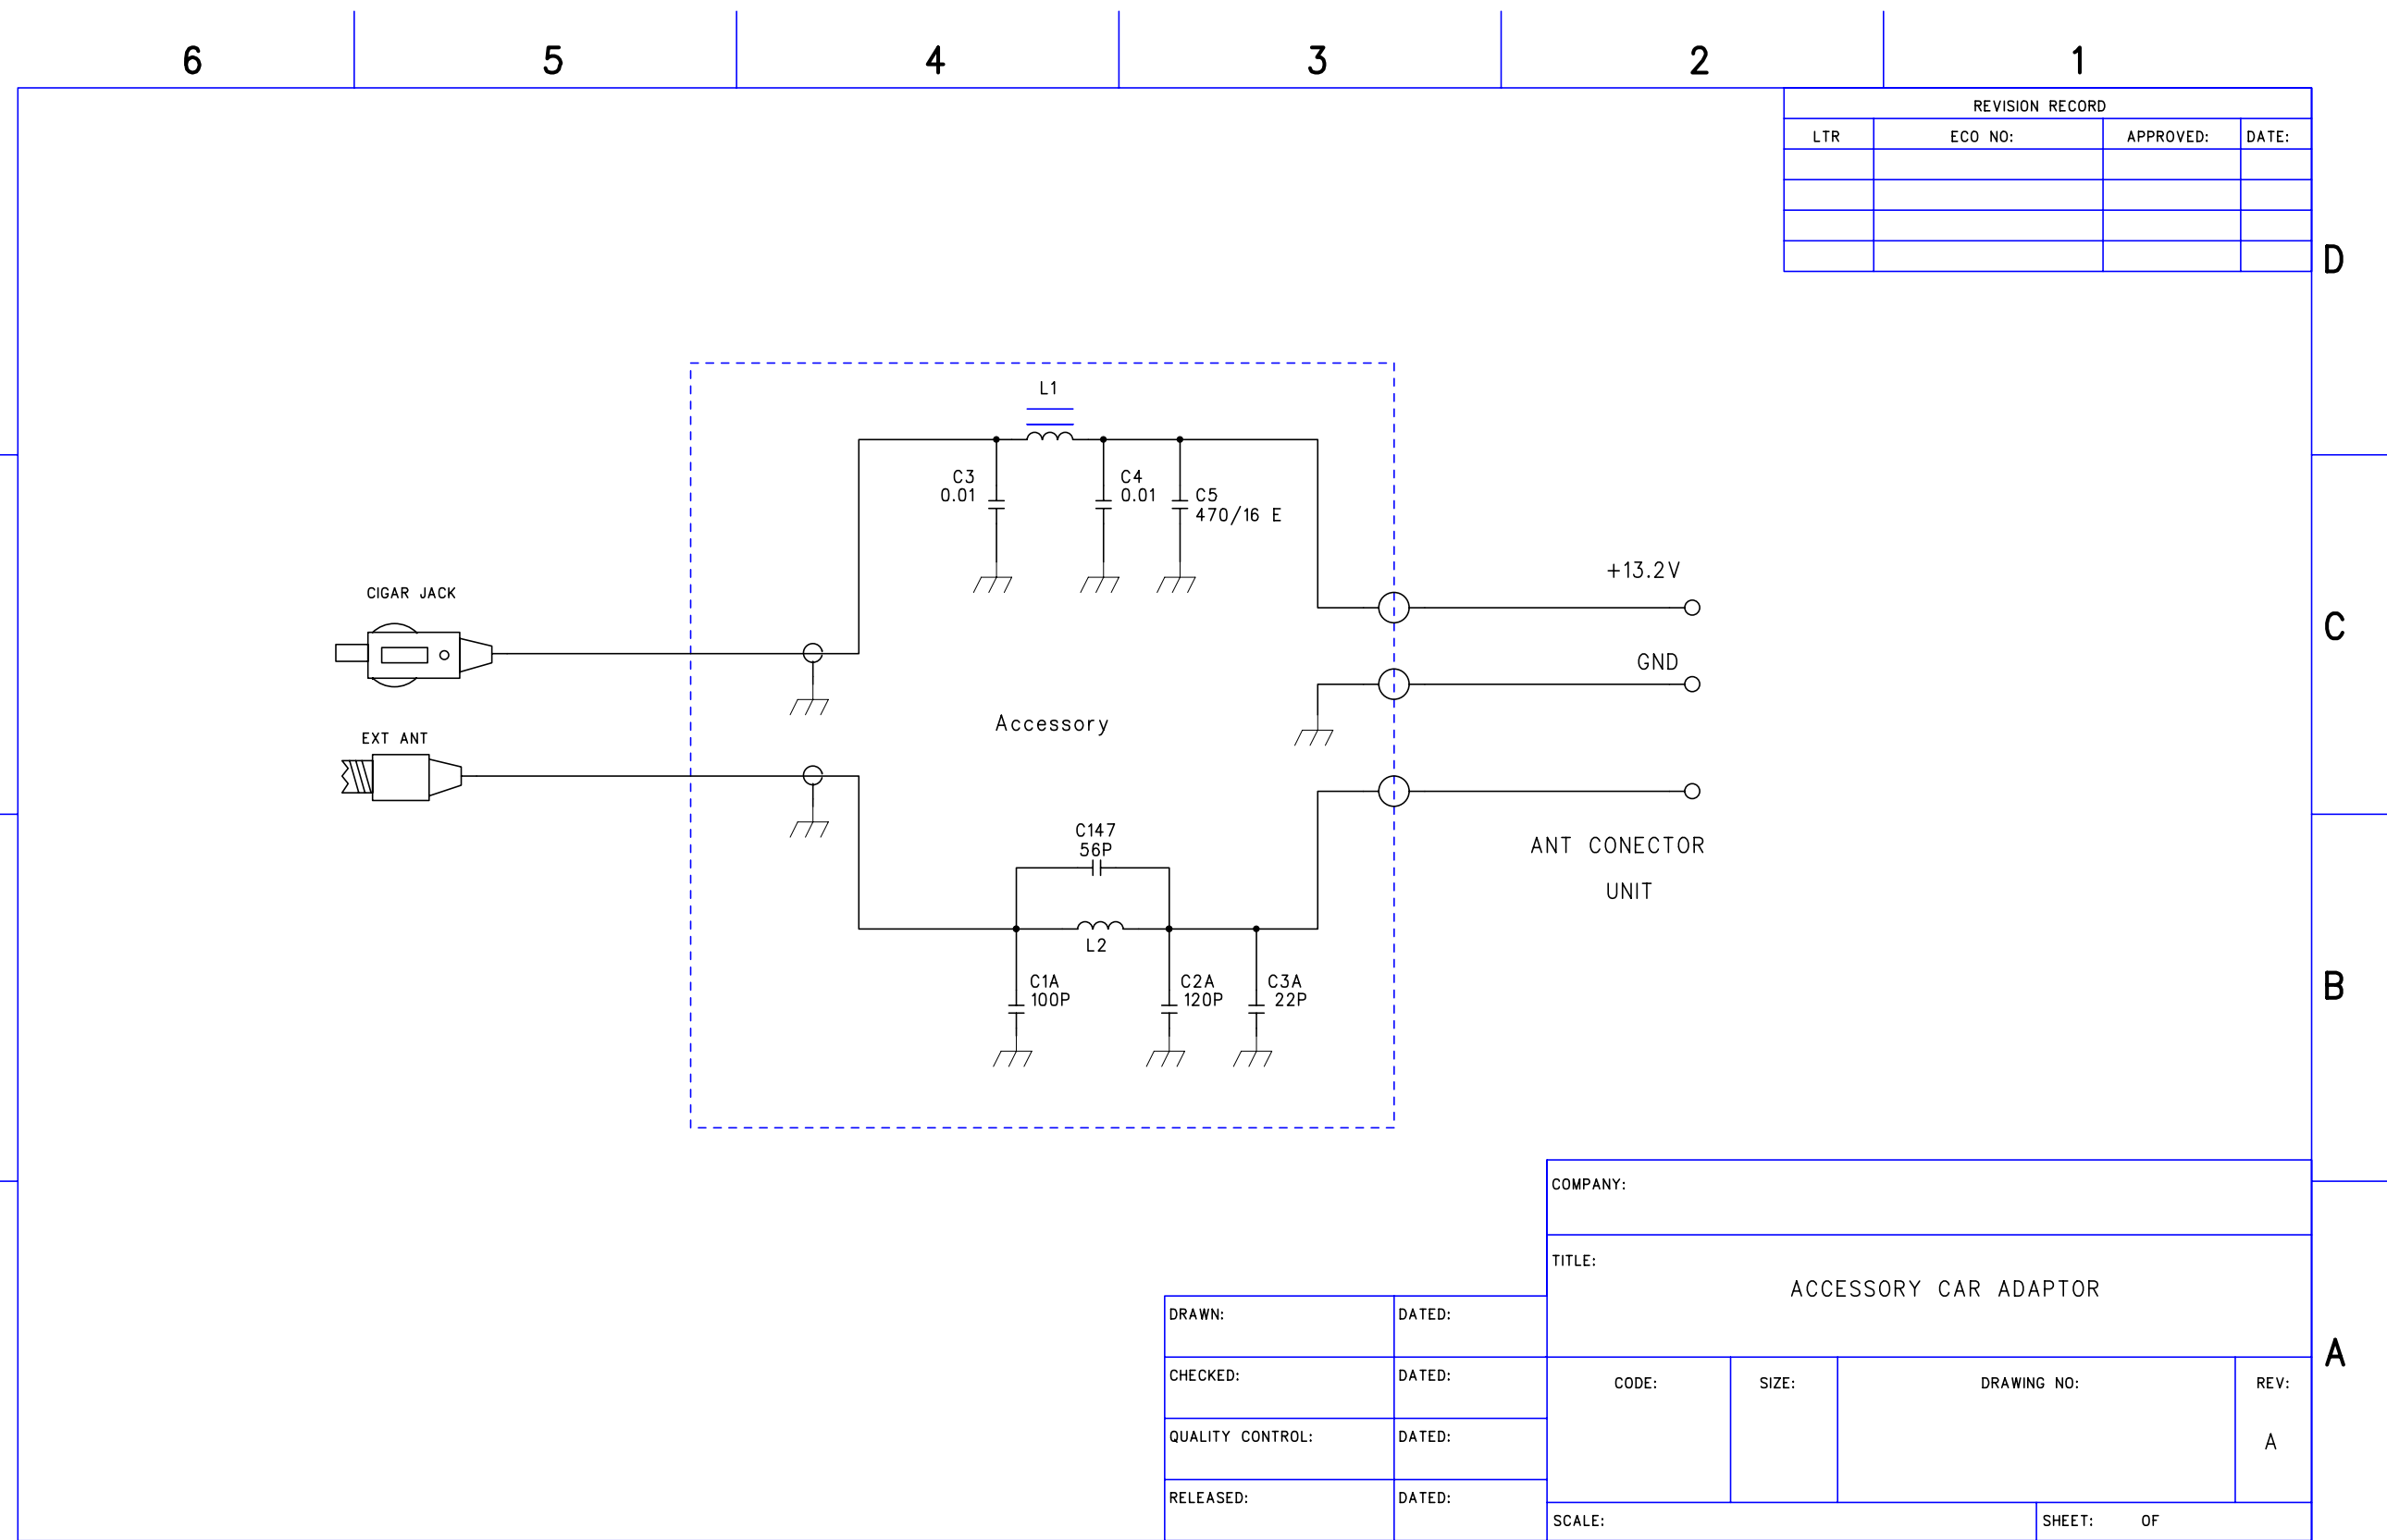 6 5 4 3 2 1
REVISION RECORD
LTR ECO NO: APPROVED: DATE:
D
L1
C3
0.01
C4
0.01
C5
470/16 E
+13.2V
CIGAR JACK
C
GND
Accessory
EXT ANT
C147
56P
ANT CONECTOR
UNIT
L2
C1A
100P
C2A
120P
C3A
22P
B
COMPANY:
TITLE:
ACCESSORY CAR ADAPTOR
DRAWN: DATED:
A
CHECKED: DATED:
CODE: SIZE: DRAWING NO: REV:
QUALITY CONTROL: DATED:
A
RELEASED: DATED:
SCALE: SHEET: OF